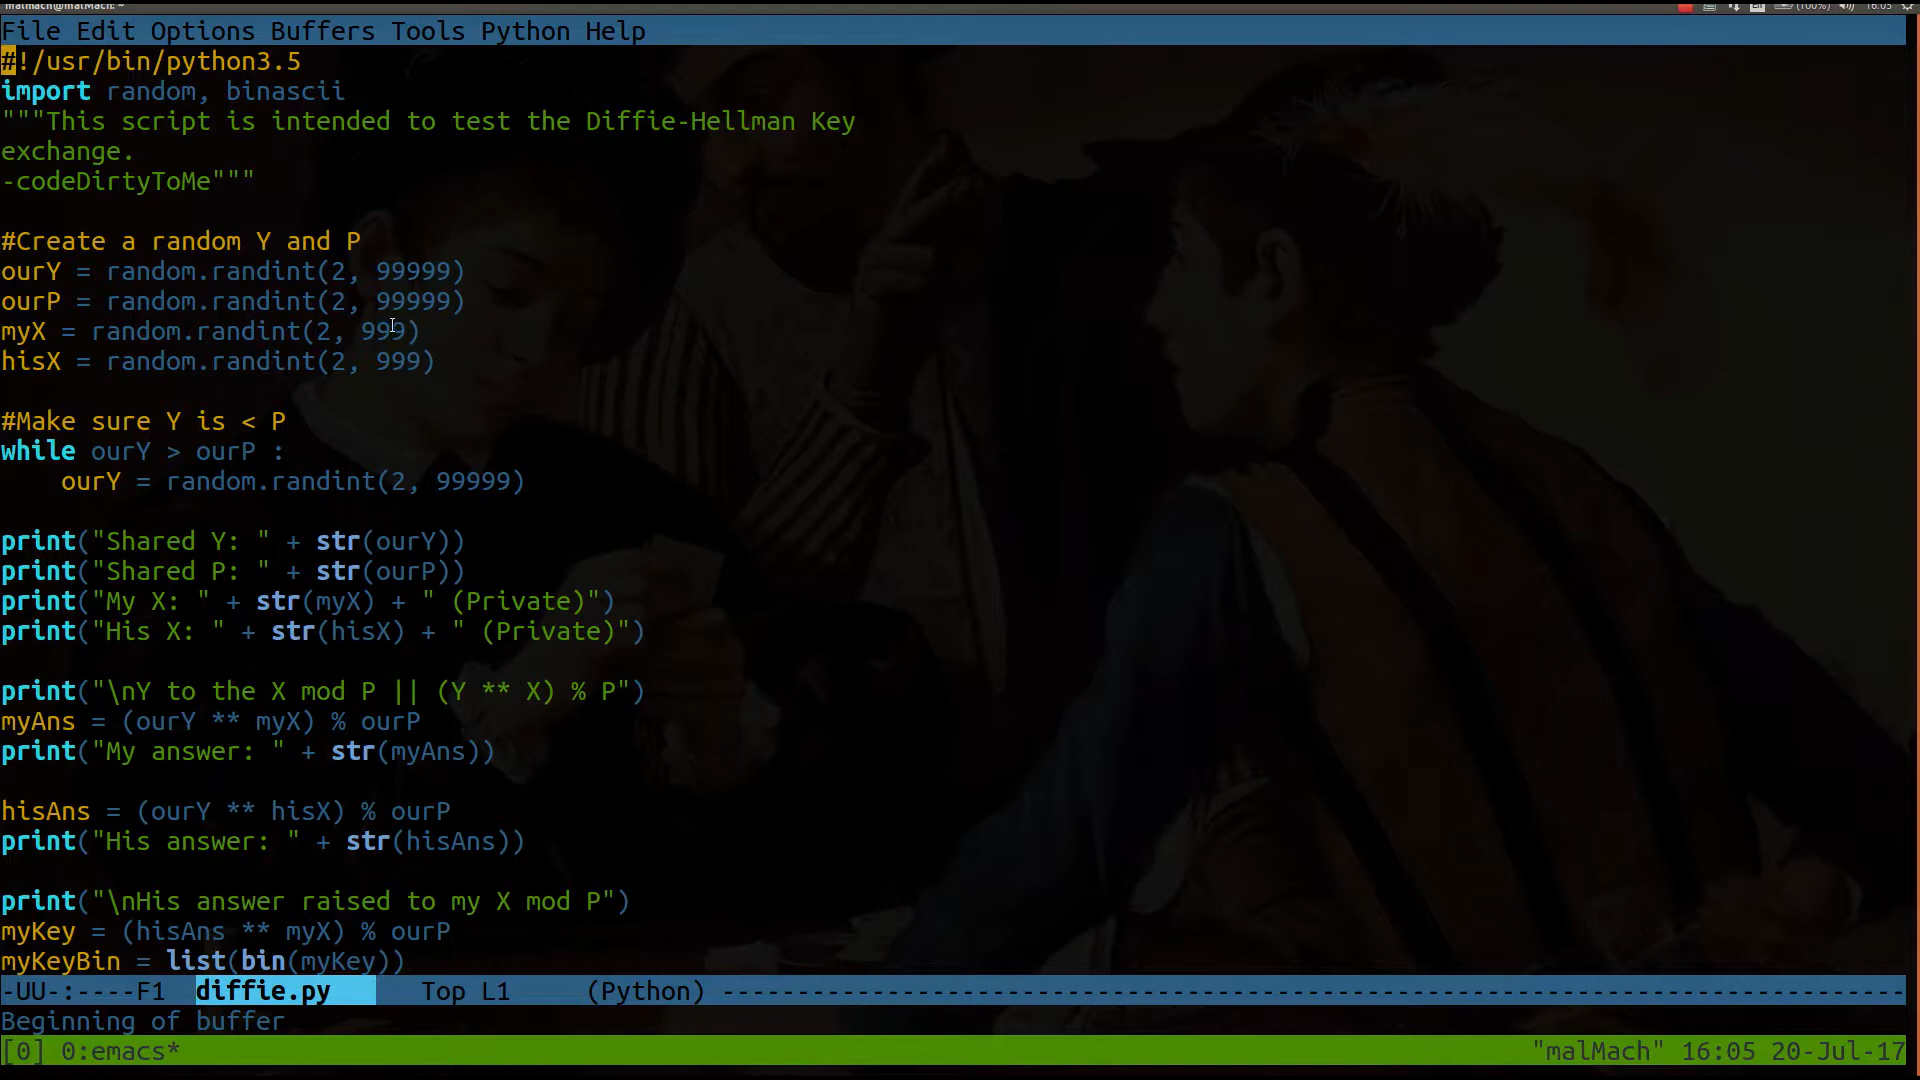 malmach@malMach: ~
(100%) 16:05
File Edit Options Buffers Tools Python Help
#!/usr/bin/python3.5
import random, binascii
"""This script is intended to test the Diffie-Hellman Key
exchange.
-codeDirtyToMe"""
#Create a random Y and P
ourY = random.randint(2, 99999)
ourP = random.randint(2, 99999)
myX = random.randint(2, 999)
hisX = random.randint(2, 999)
#Make sure Y is < P
while ourY > ourP :
    ourY = random.randint(2, 99999)
print("Shared Y: " + str(ourY))
print("Shared P: " + str(ourP))
print("My X: " + str(myX) + " (Private)")
print("His X: " + str(hisX) + " (Private)")
print("\nY to the X mod P || (Y ** X) % P")
myAns = (ourY ** myX) % ourP
print("My answer: " + str(myAns))
hisAns = (ourY ** hisX) % ourP
print("His answer: " + str(hisAns))
print("\nHis answer raised to my X mod P")
myKey = (hisAns ** myX) % ourP
myKeyBin = list(bin(myKey))
-UU-:----F1  diffie.py      Top L1     (Python) -------------------------------------------------------------------------------
Beginning of buffer
[0] 0:emacs* "malMach" 16:05 20-Jul-17